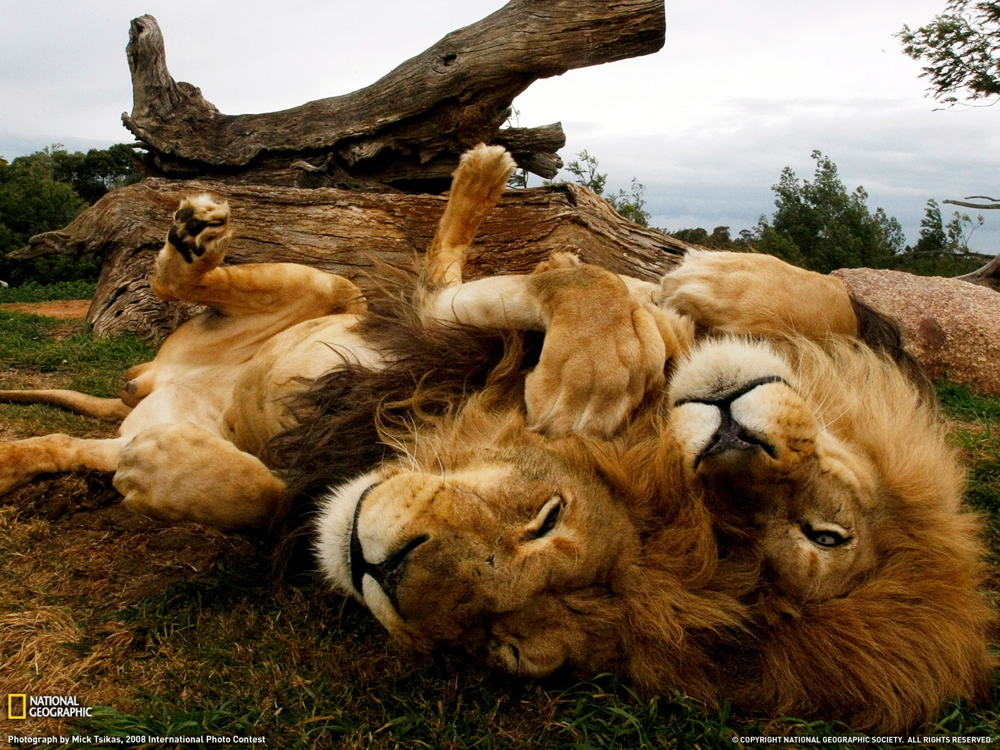 NATIONAL
GEOGRAPHIC
Photograph by Mick Tsikas, 2008 International Photo Contest
© COPYRIGHT NATIONAL GEOGRAPHIC SOCIETY. ALL RIGHTS RESERVED.